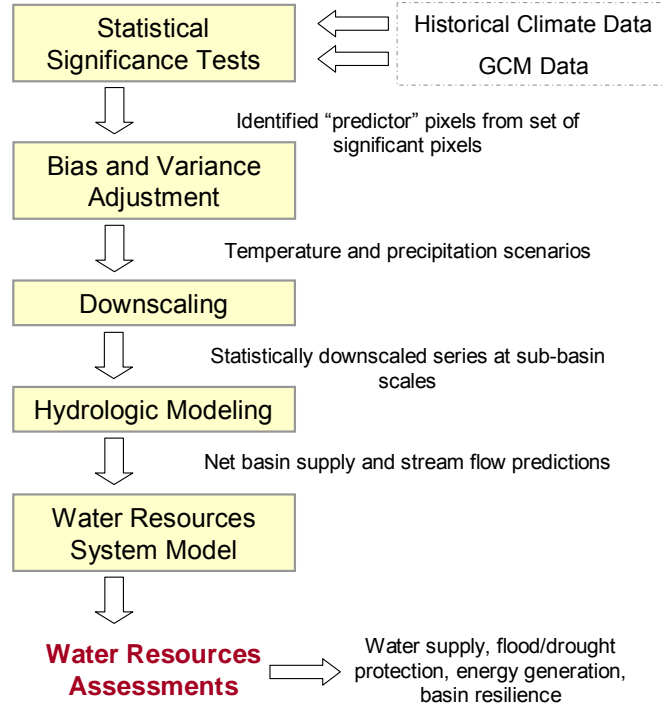 Statistical
Significance Tests
Historical Climate Data
GCM Data
Identified “predictor” pixels from set of
significant pixels
Bias and Variance
Adjustment
Temperature and precipitation scenarios
Downscaling
Statistically downscaled series at sub-basin
scales
Hydrologic Modeling
Net basin supply and stream flow predictions
Water Resources
System Model
Water Resources
Assessments
Water supply, flood/drought
protection, energy generation,
basin resilience